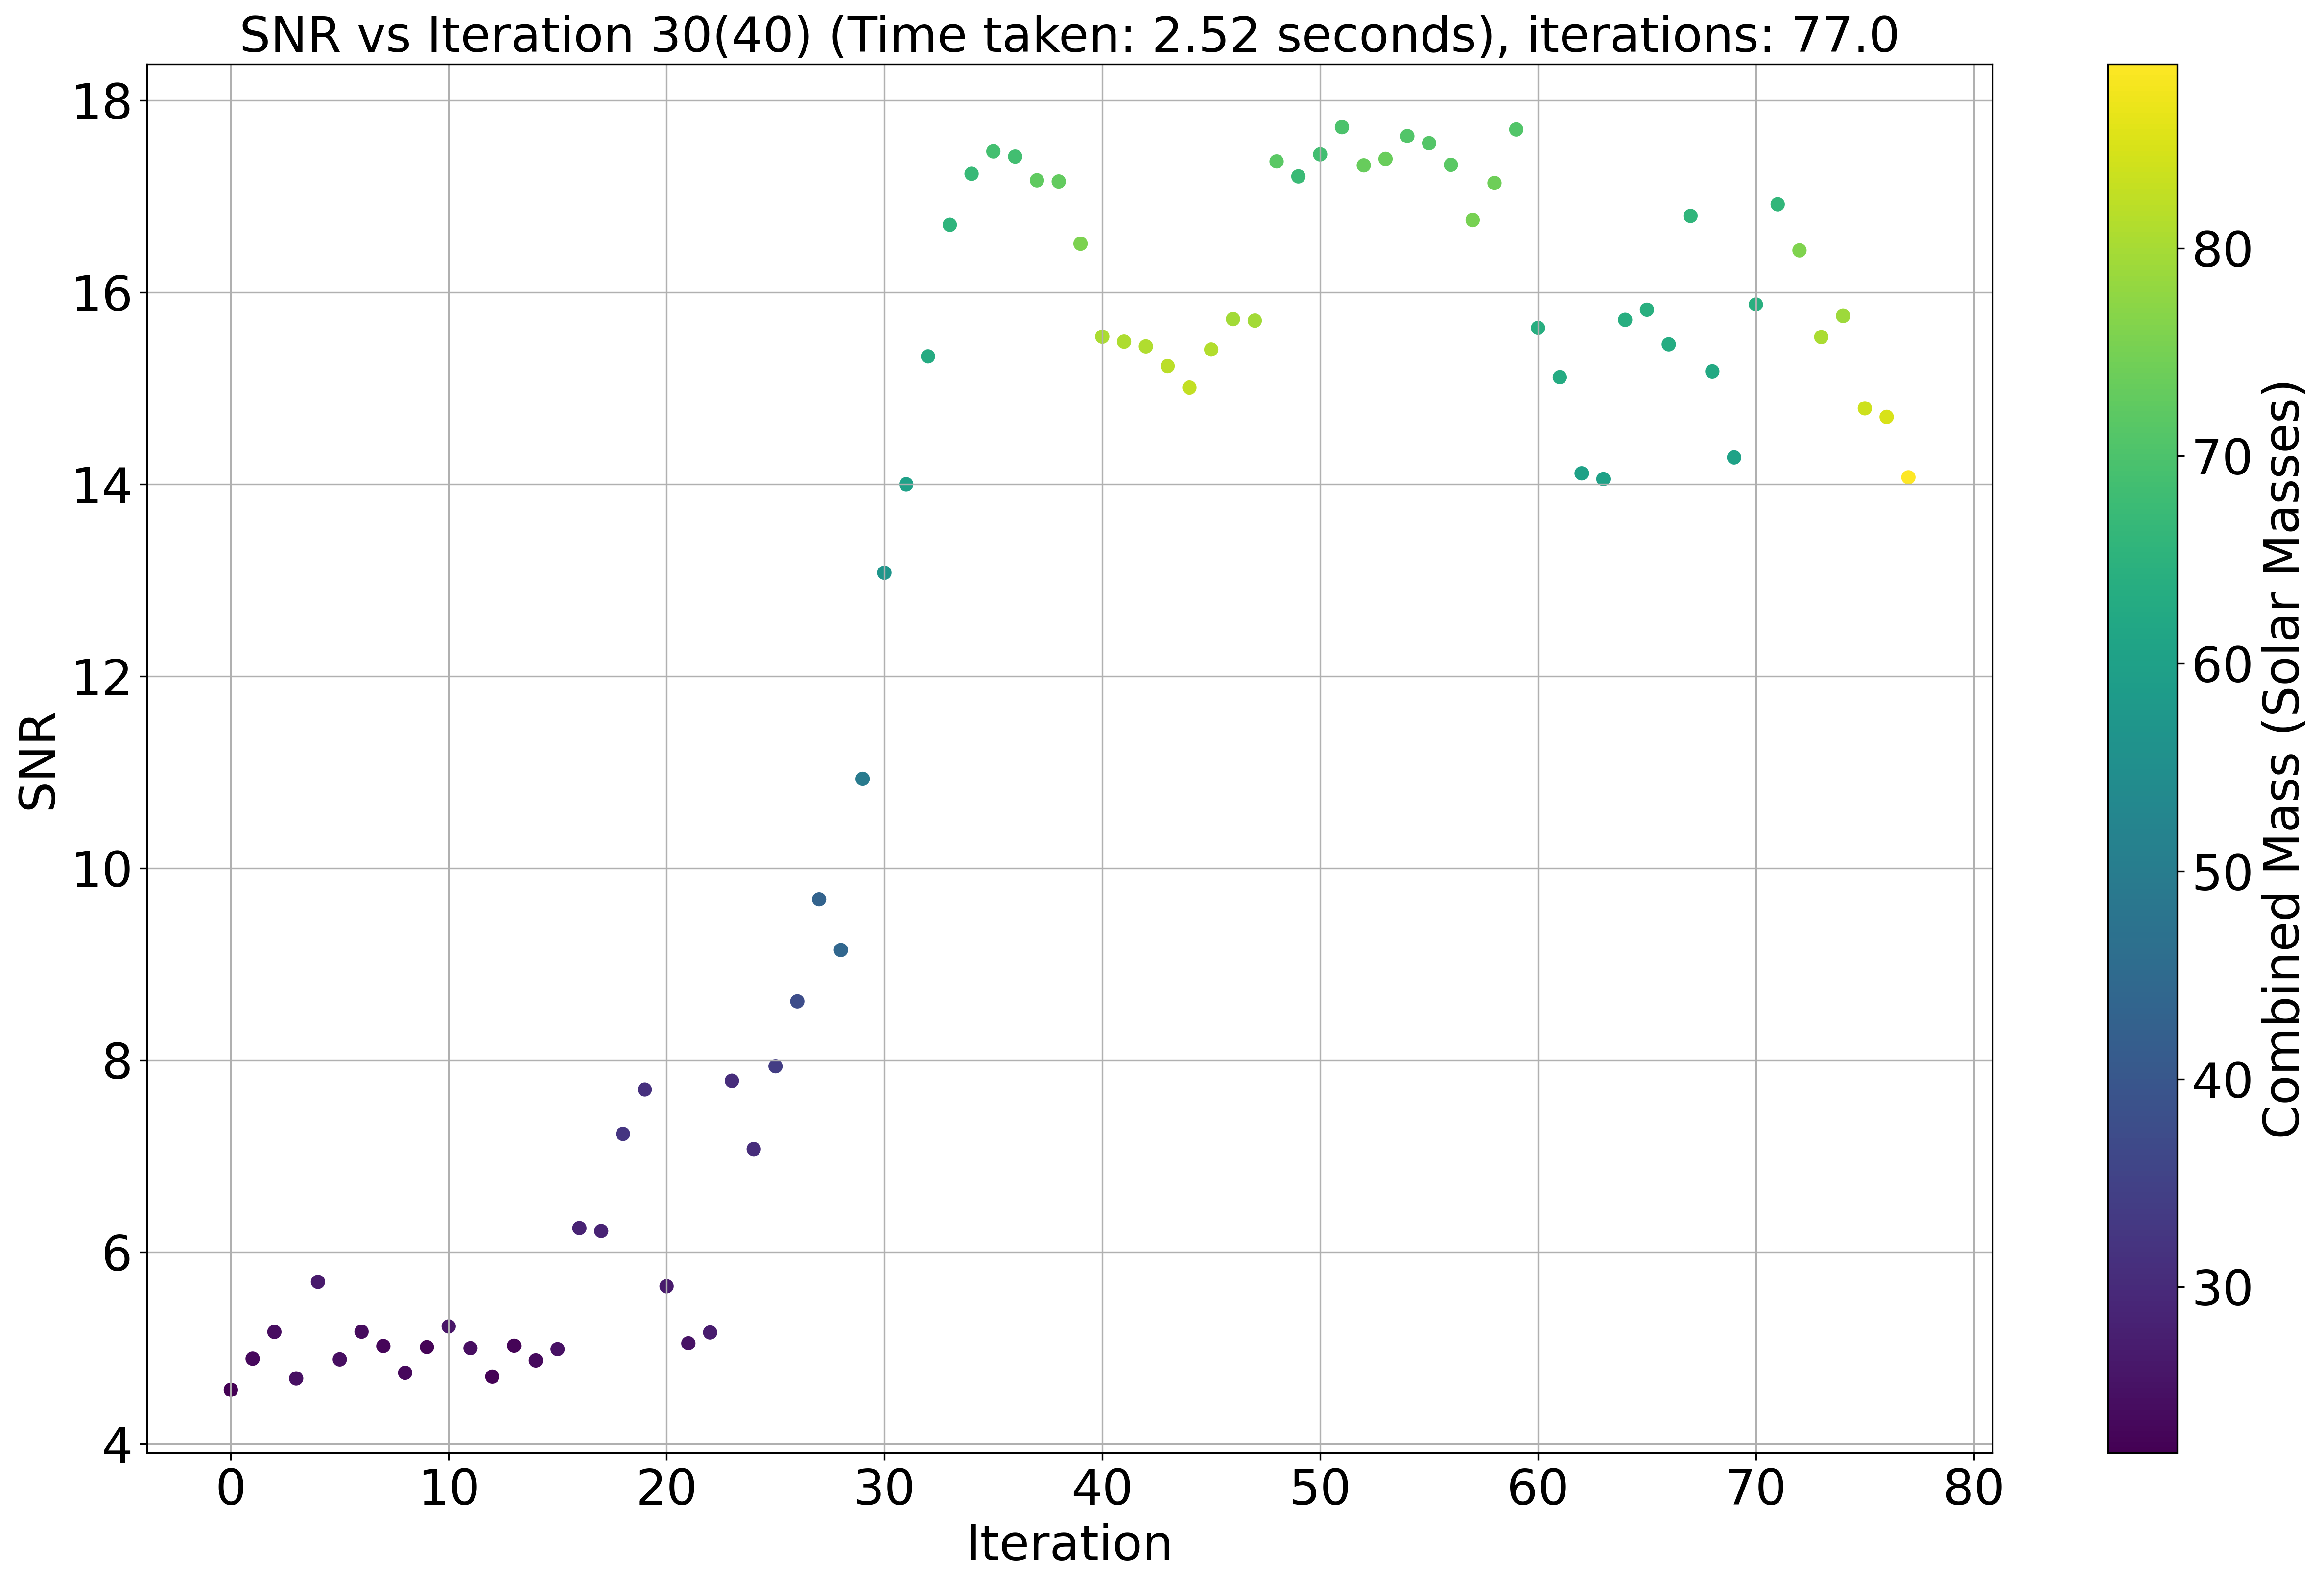 SNR vs Iteration 30(40) (Time taken: 2.52 seconds), iterations: 77.0
18
16
14
12
10
8
6
4
SNR
0 10 20 30 40 50 60 70 80
Iteration
80
70
60
50
40
30
Combined Mass (Solar Masses)